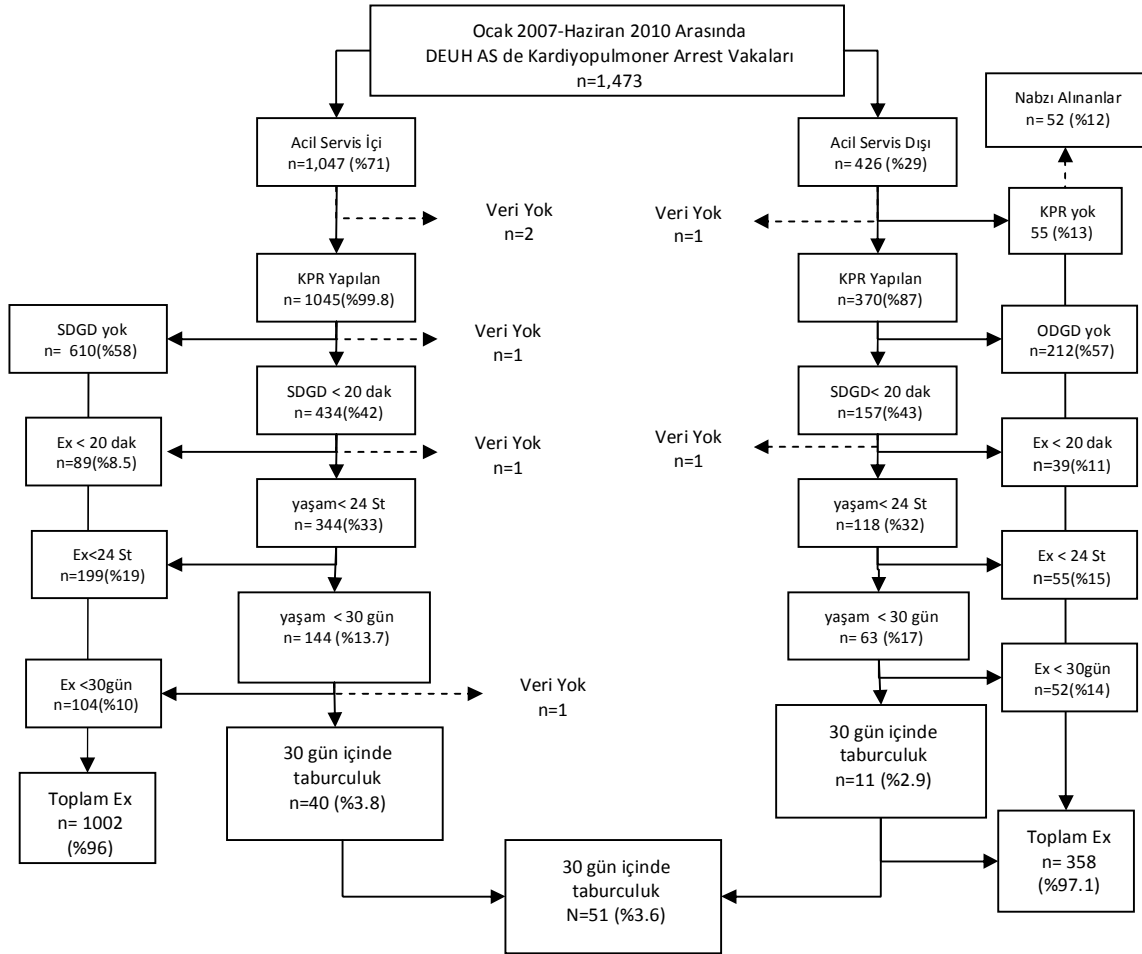 Ocak 2007-Haziran 2010 Arasında
DEUH AS de Kardiyopulmoner Arrest Vakaları
n=1,473
Nabzı Alınanlar
n= 52 (%12)
Acil Servis İçi
n=1,047 (%71)
Acil Servis Dışı
n= 426 (%29)
Veri Yok
n=2
Veri Yok
n=1
KPR yok
55 (%13)
KPR Yapılan
n= 1045(%99.8)
KPR Yapılan
n=370(%87)
SDGD yok
n= 610(%58)
Veri Yok
n=1
ODGD yok
n=212(%57)
SDGD < 20 dak
n= 434(%42)
SDGD< 20 dak
n=157(%43)
Ex < 20 dak
n=89(%8.5)
Veri Yok
n=1
Veri Yok
n=1
Ex < 20 dak
n=39(%11)
yaşam< 24 St
n= 344(%33)
yaşam< 24 St
n=118 (%32)
Ex<24 St
n=199(%19)
Ex < 24 St
n=55(%15)
yaşam < 30 gün
n= 144 (%13.7)
yaşam < 30 gün
n= 63 (%17)
Ex <30gün
n=104(%10)
Veri Yok
n=1
Ex < 30gün
n=52(%14)
30 gün içinde
taburculuk
n=40 (%3.8)
30 gün içinde
taburculuk
n=11 (%2.9)
Toplam Ex
n= 1002
(%96)
Toplam Ex
n= 358
(%97.1)
30 gün içinde
taburculuk
N=51 (%3.6)